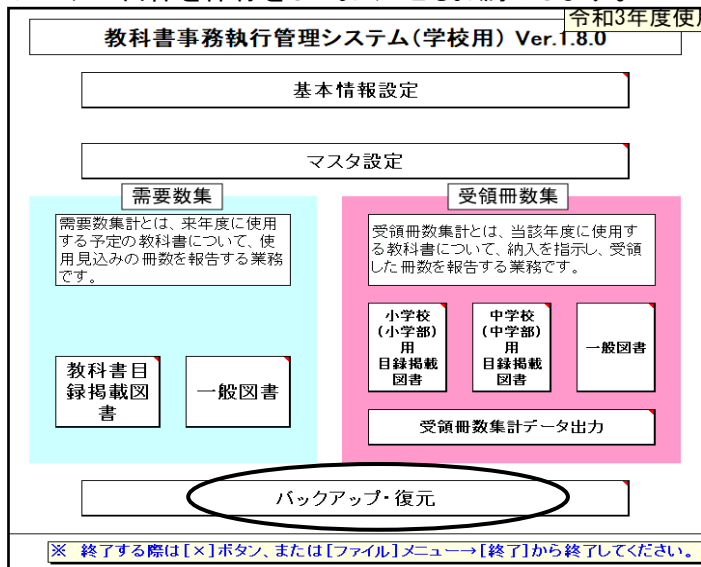 令和3年度使用
教科書事務執行管理システム(学校用) Ver.1.8.0
基本情報設定
マスタ設定
需要数集
需要数集計とは、来年度に使用
する予定の教科書について、使
用見込みの冊数を報告する業務
です。
教科書目
録掲載図
書
一般図書
受領冊数集
受領冊数集計とは、当該年度に使用す
る教科書について、納入を指示し、受領
した冊数を報告する業務です。
小学校
(小学部)
用
目録掲載
図書
中学校
(中学部)
用
目録掲載
図書
一般図書
受領冊数集計データ出力
バックアップ・復元
※ 終了する際は[×]ボタン、または[ファイル]メニュー→[終了]から終了してください。